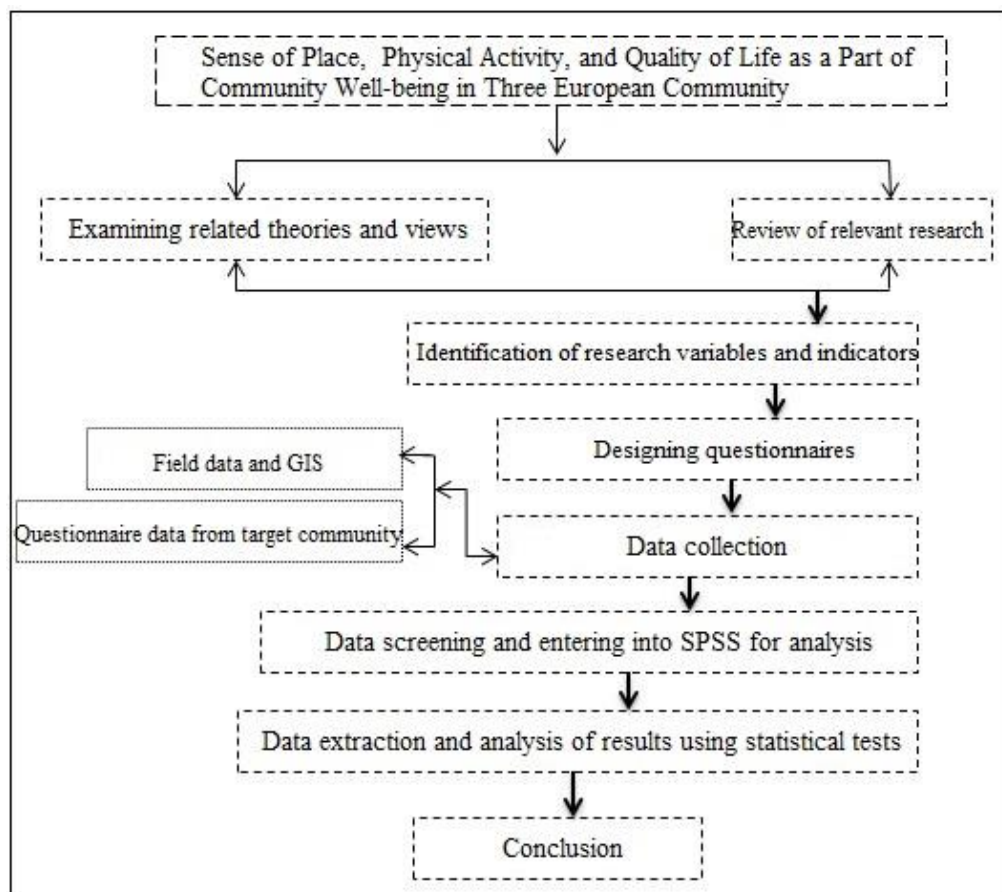 Sense of Place, Physical Activity, and Quality of Life as a Part of
Community Well-being in Three European Community
Examining related theories and views
Review of relevant research
Identification of research variables and indicators
Designing questionnaires
Field data and GIS
Questionnaire data from target community
Data collection
Data screening and entering into SPSS for analysis
Data extraction and analysis of results using statistical tests
Conclusion